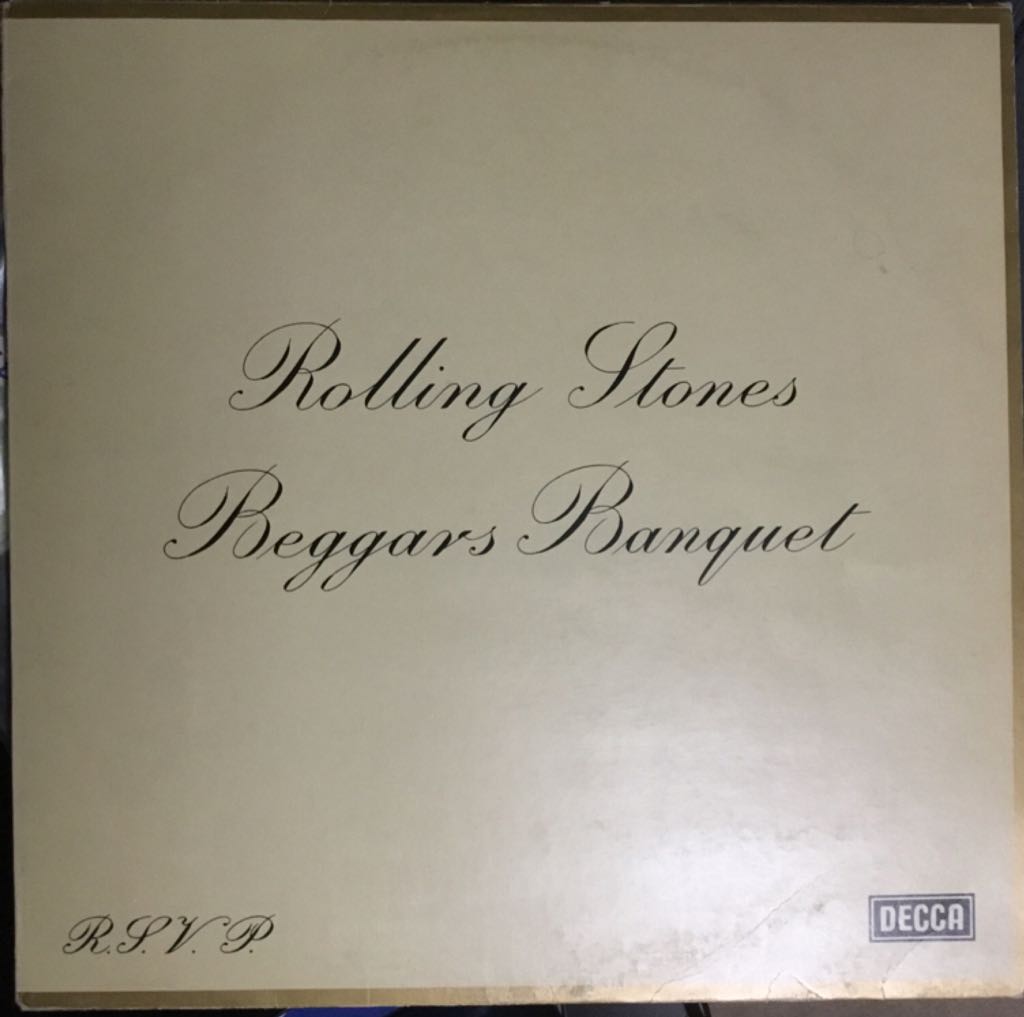 Rolling Stones
Beggars Banquet
R.S.V.P.
DECCA